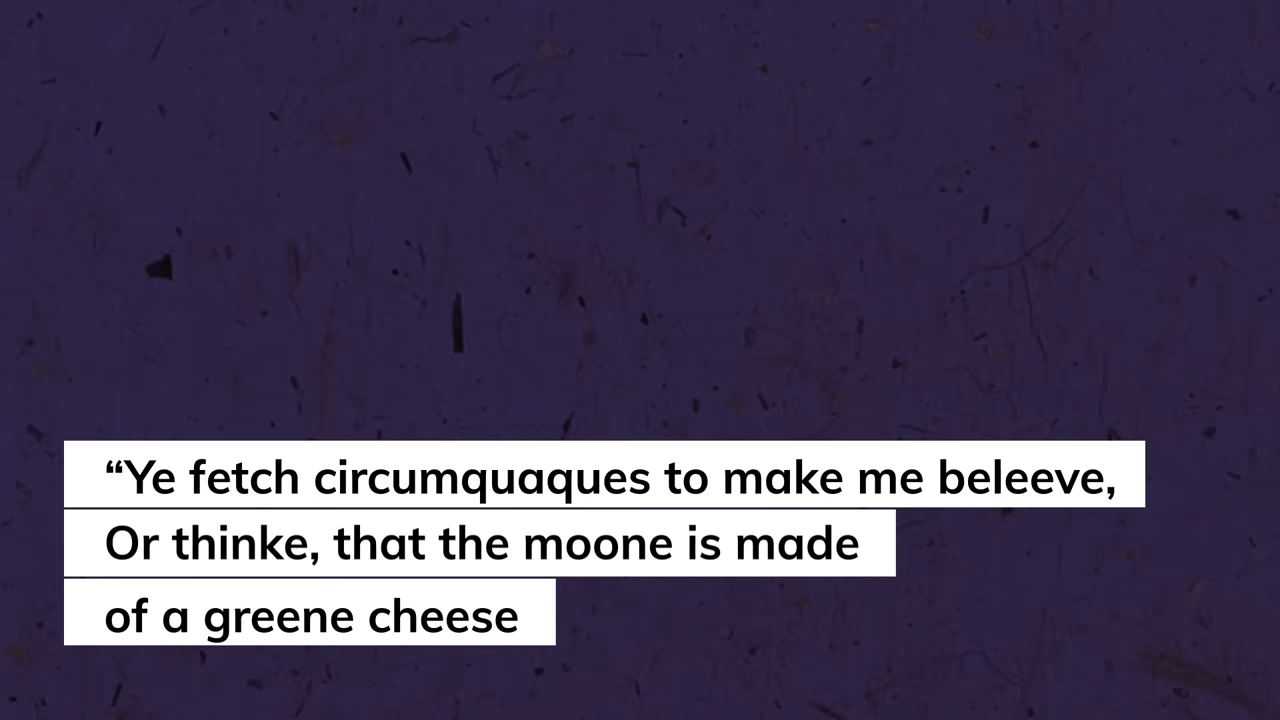 “Ye fetch circumquaques to make me beleeve,
Or thinke, that the moone is made
of a greene cheese